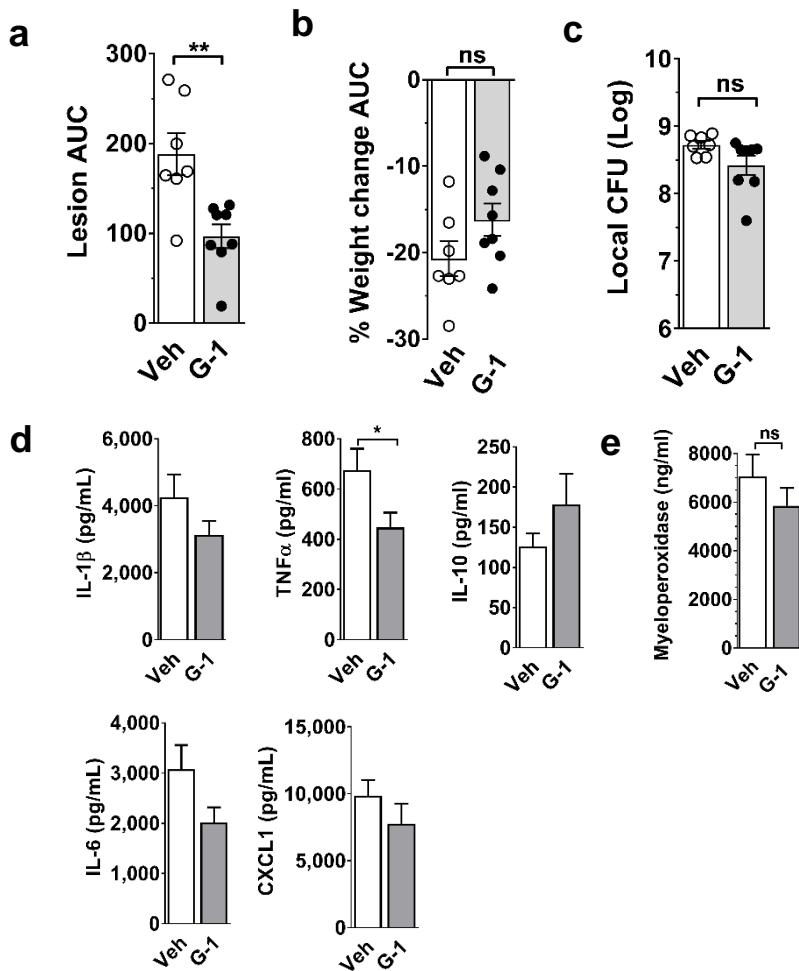 a
Lesion AUC
300
200
100
0
**
Veh
G-1
b
% Weight change AUC
0
-10
-20
-30
ns
Veh
G-1
c
Local CFU (Log)
9
8
7
6
ns
Veh
G-1
d
IL-1β (pg/mL)
6,000
4,000
2,000
0
Veh
G-1
TNFα (pg/ml)
800
600
400
200
0
*
Veh
G-1
IL-10 (pg/ml)
250
200
150
100
50
0
Veh
G-1
e
Myeloperoxidase (ng/ml)
8000
6000
4000
2000
0
ns
Veh
G-1
IL-6 (pg/mL)
4,000
3,000
2,000
1,000
0
Veh
G-1
CXCL1 (pg/mL)
15,000
10,000
5,000
0
Veh
G-1